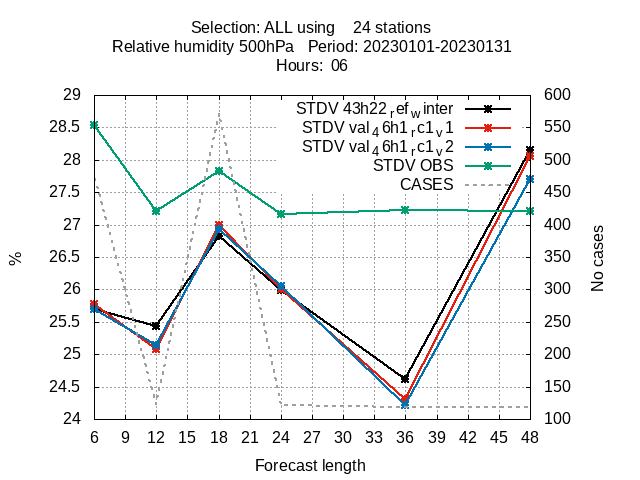 Selection: ALL using    24 stations
Relative humidity 500hPa   Period: 20230101-20230131
Hours:  06
STDV 43h22refwinter
STDV val46h1rc1v1
STDV val46h1rc1v2
STDV OBS
CASES
29
28.5
28
27.5
27
26.5
26
25.5
25
24.5
24
%
600
550
500
450
400
350
300
250
200
150
100
No cases
6 9 12 15 18 21 24 27 30 33 36 39 42 45 48
Forecast length